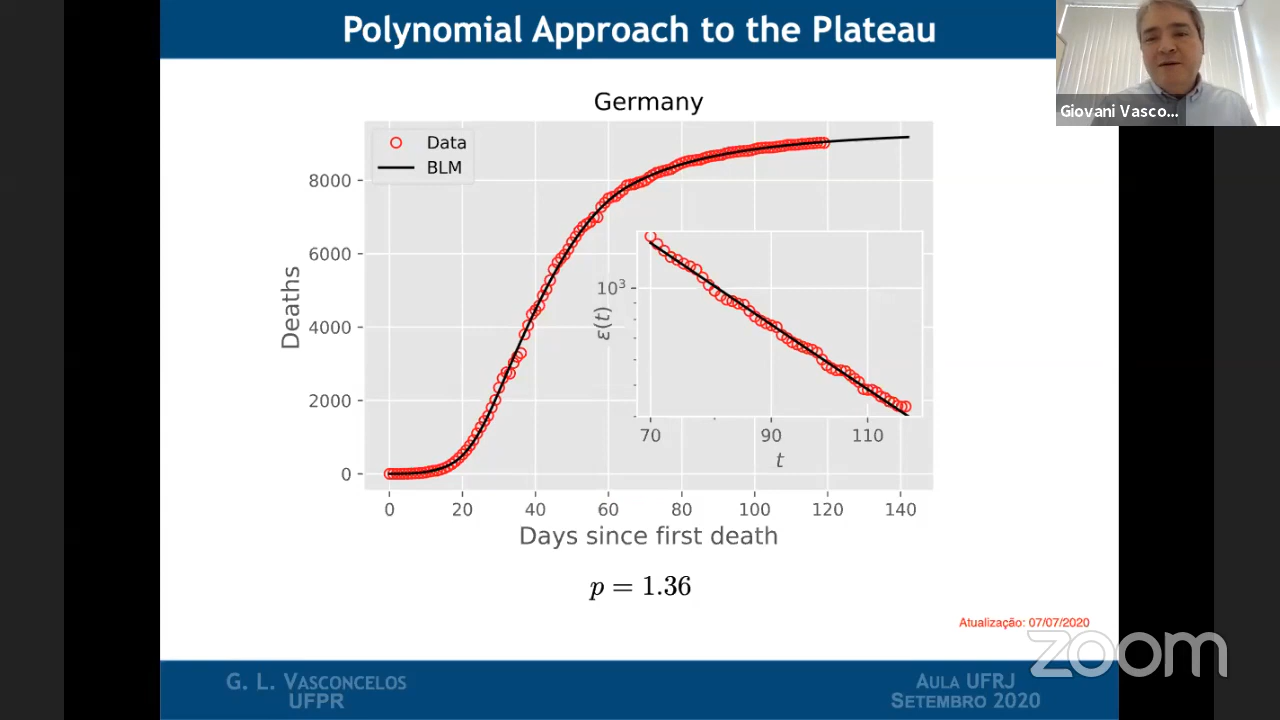 Polynomial Approach to the Plateau
Giovani Vasco...
Germany
Data
BLM
8000
6000
4000
2000
0
Deaths
10³
ε(t)
70 90 110
t
0 20 40 60 80 100 120 140
Days since first death
p = 1.36
Atualização: 07/07/2020
zoom
G. L. VASCONCELOS
UFPR
AULA UFRJ
SETEMBRO 2020